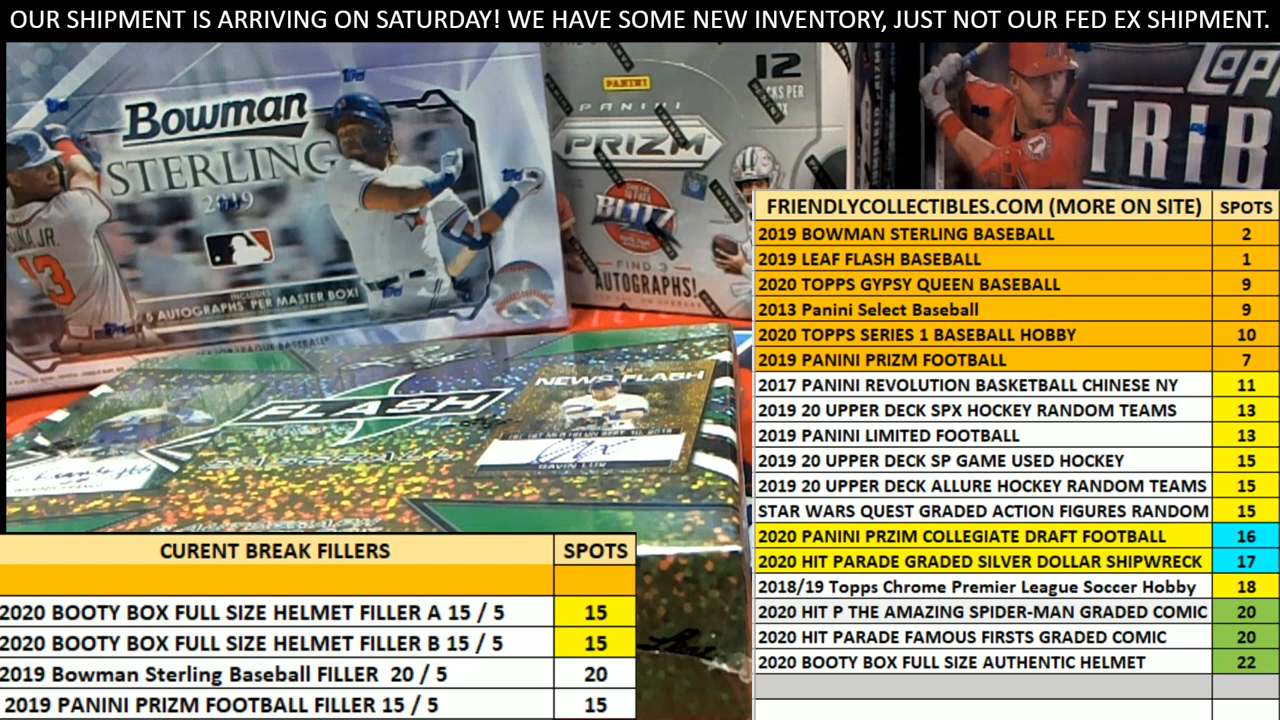 OUR SHIPMENT IS ARRIVING ON SATURDAY! WE HAVE SOME NEW INVENTORY, JUST NOT OUR FED EX SHIPMENT.
Bowman
STERLING
2019
13
AUTOGRAPHS PER MASTER BOX!
PANINI
12
PANINI
PRIZM
BLITZ
FIND 3
AUTOGRAPHS!
TRIB
FLASH
NEWS FLASH
GAVIN LUX
FRIENDLYCOLLECTIBLES.COM (MORE ON SITE) SPOTS
2019 BOWMAN STERLING BASEBALL 2
2019 LEAF FLASH BASEBALL 1
2020 TOPPS GYPSY QUEEN BASEBALL 9
2013 Panini Select Baseball 9
2020 TOPPS SERIES 1 BASEBALL HOBBY 10
2019 PANINI PRIZM FOOTBALL 7
2017 PANINI REVOLUTION BASKETBALL CHINESE NY 11
2019 20 UPPER DECK SPX HOCKEY RANDOM TEAMS 13
2019 PANINI LIMITED FOOTBALL 13
2019 20 UPPER DECK SP GAME USED HOCKEY 15
2019 20 UPPER DECK ALLURE HOCKEY RANDOM TEAMS 15
STAR WARS QUEST GRADED ACTION FIGURES RANDOM 15
2020 PANINI PRZIM COLLEGIATE DRAFT FOOTBALL 16
2020 HIT PARADE GRADED SILVER DOLLAR SHIPWRECK 17
2018/19 Topps Chrome Premier League Soccer Hobby 18
2020 HIT P THE AMAZING SPIDER-MAN GRADED COMIC 20
2020 HIT PARADE FAMOUS FIRSTS GRADED COMIC 20
2020 BOOTY BOX FULL SIZE AUTHENTIC HELMET 22
CURENT BREAK FILLERS SPOTS
2020 BOOTY BOX FULL SIZE HELMET FILLER A 15 / 5 15
2020 BOOTY BOX FULL SIZE HELMET FILLER B 15 / 5 15
2019 Bowman Sterling Baseball FILLER 20 / 5 20
2019 PANINI PRIZM FOOTBALL FILLER 15 / 5 15